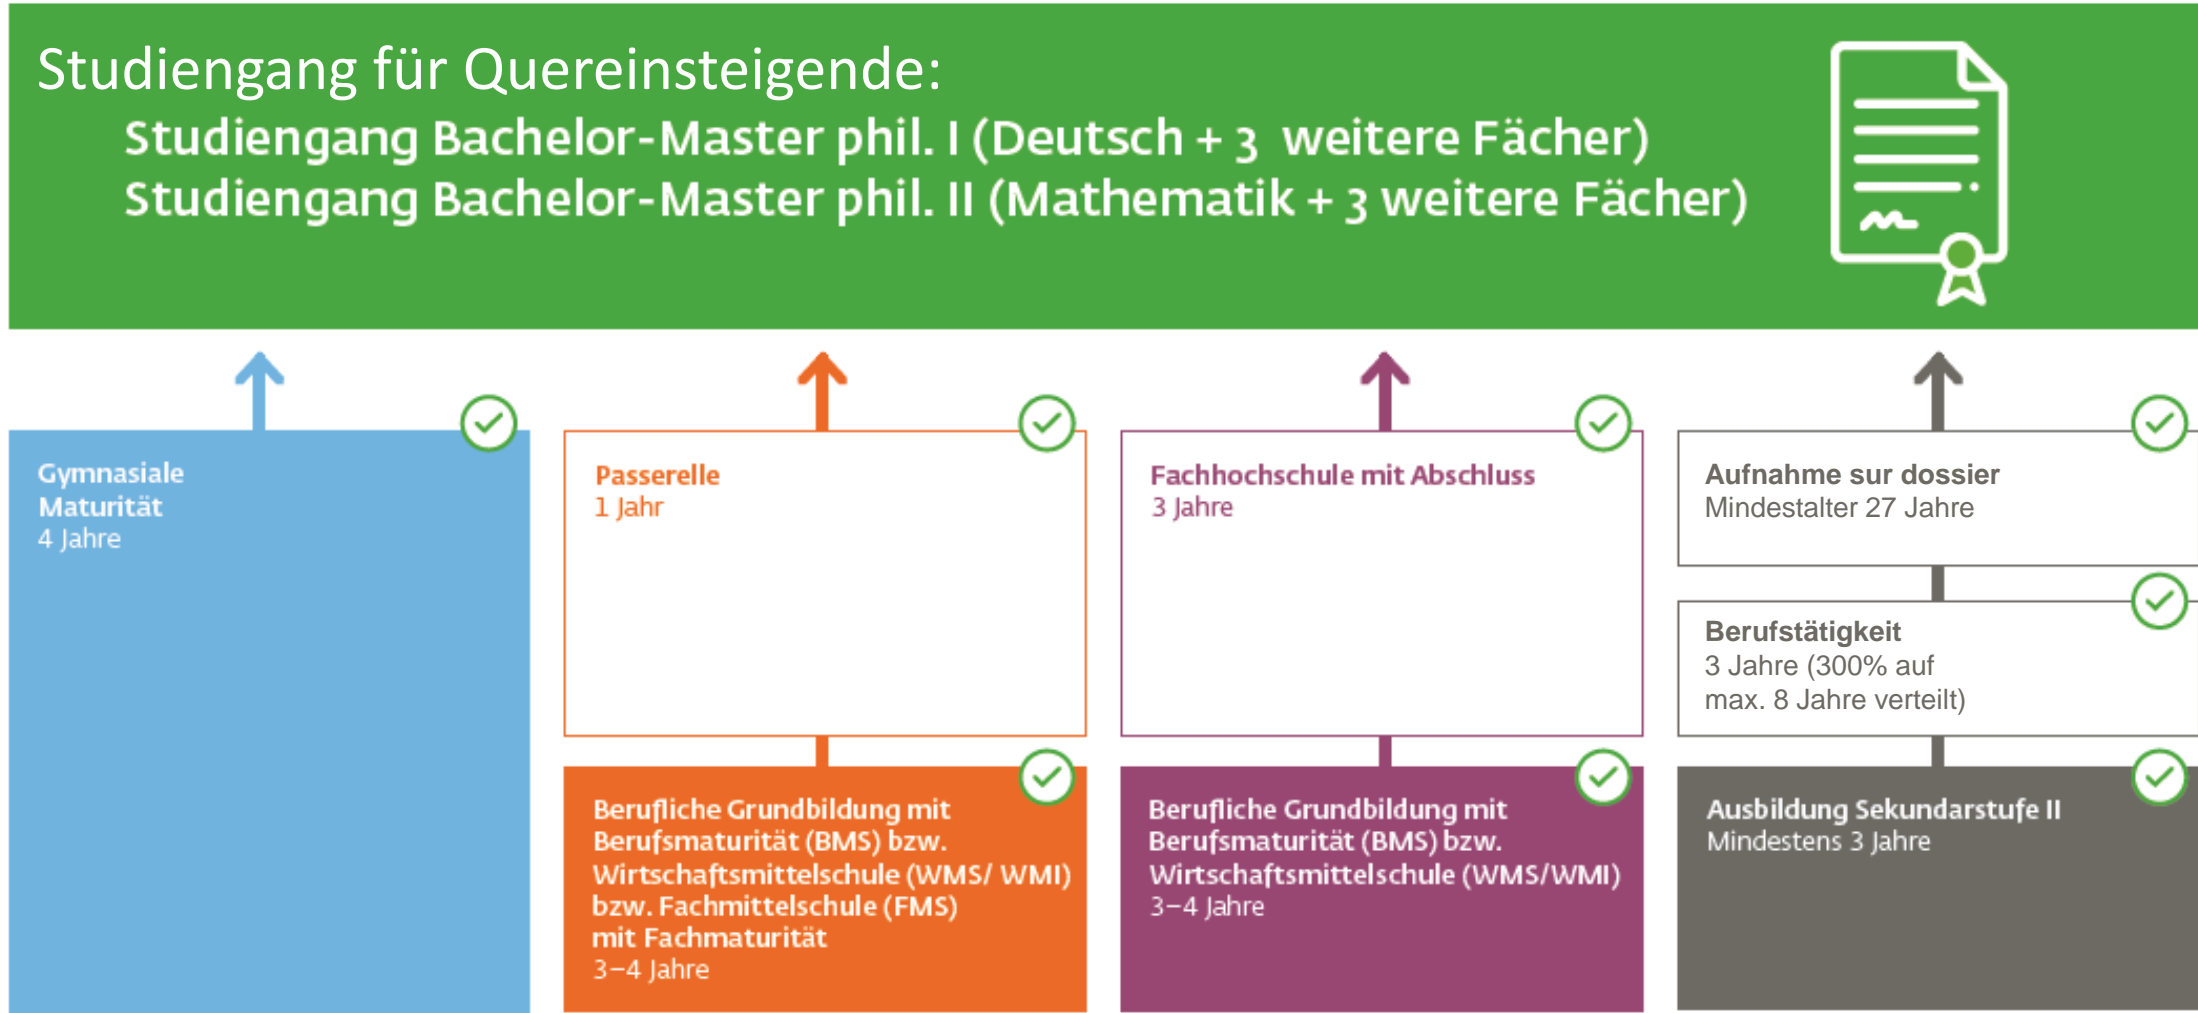 Studiengang für Quereinsteigende:
Studiengang Bachelor-Master phil. I (Deutsch + 3 weitere Fächer)
Studiengang Bachelor-Master phil. II (Mathematik + 3 weitere Fächer)
Gymnasiale
Maturität
4 Jahre
Passerelle
1 Jahr
Berufliche Grundbildung mit
Berufsmaturität (BMS) bzw.
Wirtschaftsmittelschule (WMS/ WMI)
bzw. Fachmittelschule (FMS)
mit Fachmaturität
3–4 Jahre
Fachhochschule mit Abschluss
3 Jahre
Berufliche Grundbildung mit
Berufsmaturität (BMS) bzw.
Wirtschaftsmittelschule (WMS/WMI)
3–4 Jahre
Aufnahme sur dossier
Mindestalter 27 Jahre
Berufstätigkeit
3 Jahre (300% auf
max. 8 Jahre verteilt)
Ausbildung Sekundarstufe II
Mindestens 3 Jahre